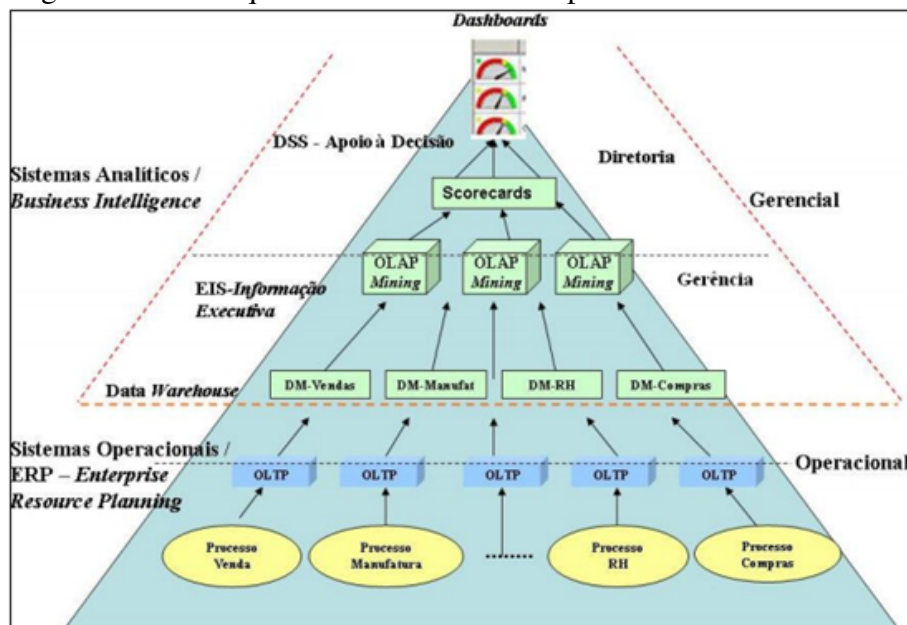 Dashboards
DSS - Apoio à Decisão
Diretoria
Sistemas Analíticos /
Business Intelligence
Scorecards
Gerencial
OLAP
Mining
OLAP
Mining
OLAP
Mining
Gerência
EIS-Informação
Executiva
DM-Vendas
DM-Manufat
DM-RH
DM-Compras
Data Warehouse
Sistemas Operacionais /
ERP – Enterprise
Resource Planning
OLTP
OLTP
OLTP
OLTP
OLTP
Operacional
Processo
Venda
Processo
Manufatura
Processo
RH
Processo
Compras